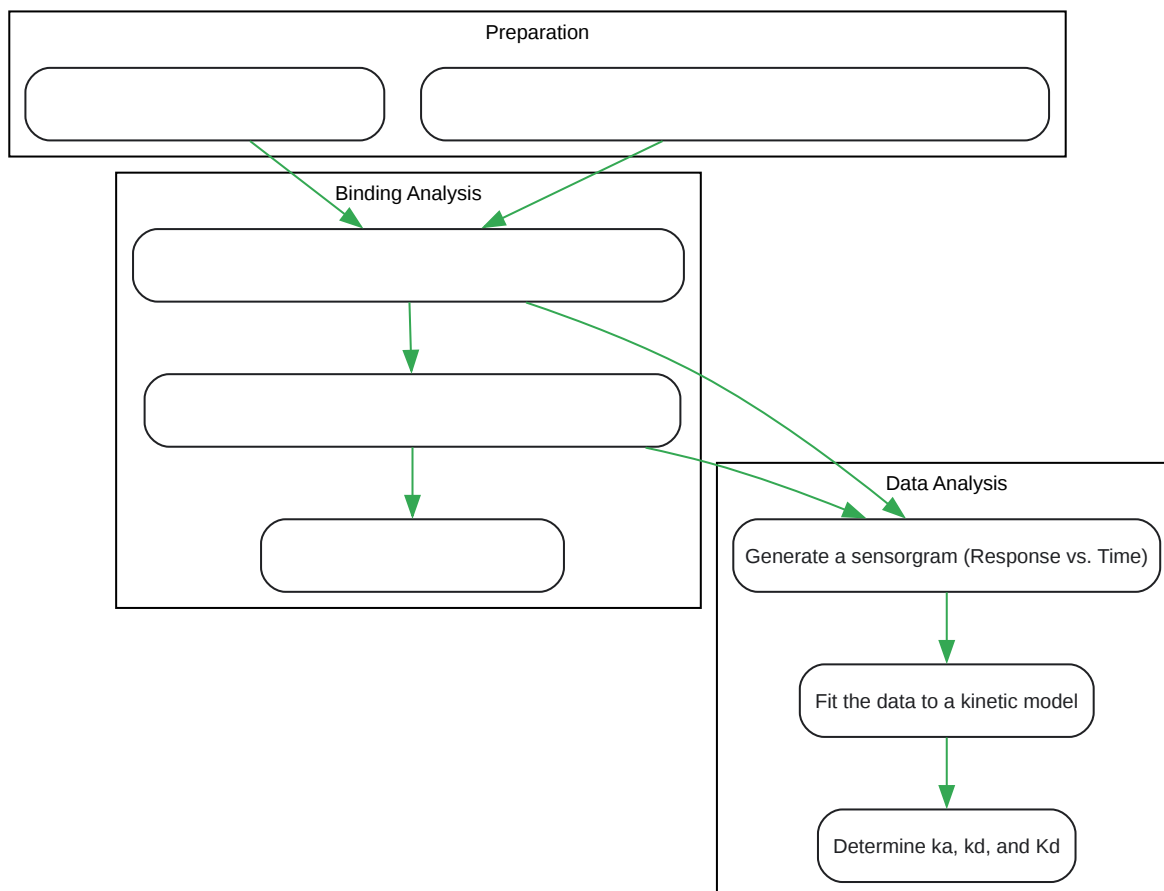 Preparation
Binding Analysis
Data Analysis
Generate a sensorgram (Response vs. Time)
Fit the data to a kinetic model
Determine ka, kd, and Kd